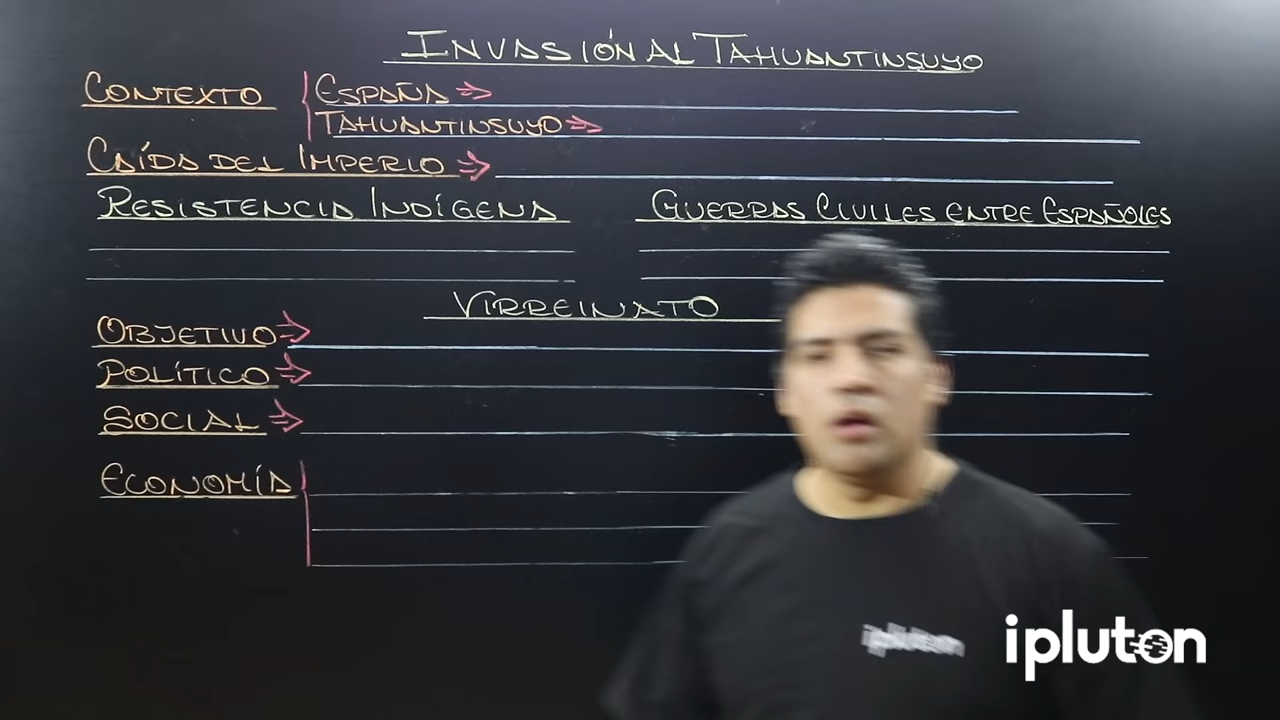 INVASIÓN AL TAHUANTINSUYO
CONTEXTO
ESPAÑA ⇒
TAHUANTINSUYO ⇒
CAÍDA DEL IMPERIO ⇒
RESISTENCIA INDÍGENA
GUERRAS CIVILES ENTRE ESPAÑOLES
VIRREINATO
OBJETIVO ⇒
POLÍTICO ⇒
SOCIAL ⇒
ECONOMÍA
ipluton
ipluton